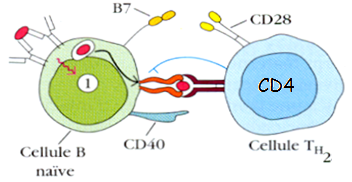 B7
CD28
1
CD4
CD40
Cellule B
naïve
Cellule TH2